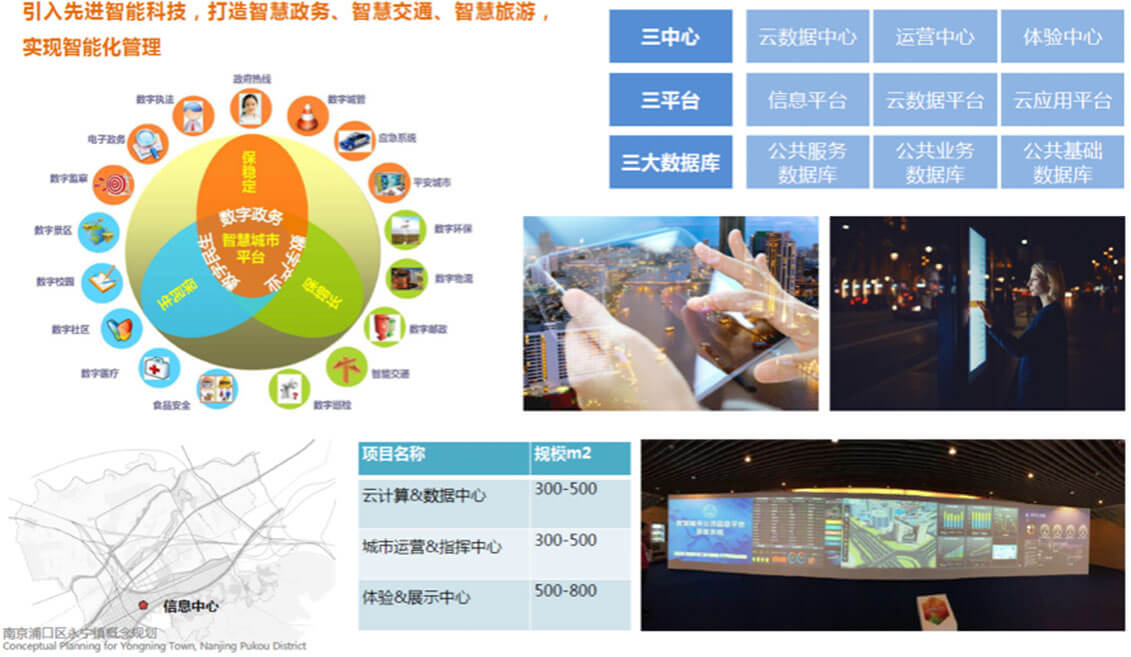 引入先进智能科技，打造智慧政务、智慧交通、智慧旅游，
实现智能化管理
三中心 云数据中心 运营中心 体验中心
三平台 信息平台 云数据平台 云应用平台
三大数据库 公共服务数据库 公共业务数据库 公共基础数据库
政府热线
数字执法
数字城管
电子政务
应急系统
数字监察
平安城市
数字景区
数字环保
数字校园
数字物流
数字社区
数字邮政
数字医疗
智能交通
食品安全
数字巡检
保稳定
数字政务
智慧城市
平台
数字民生
数字产业
保民生
项目名称 规模m2
云计算&数据中心 300-500
城市运营&指挥中心 300-500
体验&展示中心 500-800
信息中心
南京浦口区永宁镇概念规划
Conceptual Planning for Yongning Town, Nanjing Pukou District